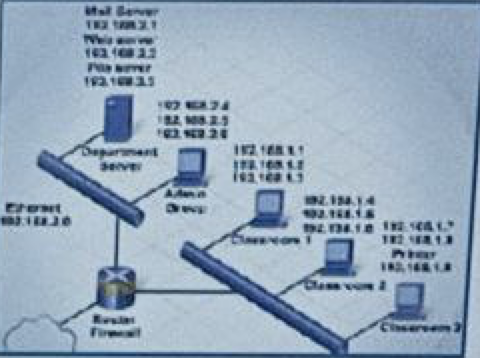 Mail Server
192.168.2.1
Web server
192.168.2.2
File server
192.168.2.3
192.168.2.4
192.168.2.5
192.168.2.6
Department
Server
192.168.1.1
192.168.1.2
192.168.1.3
Admin
Group
Ethernet
192.168.2.0
192.168.1.4
192.168.1.5
192.168.1.6
Classroom 1
192.168.1.7
192.168.1.8
Printer
192.168.1.9
Classroom 2
Router
Firewall
Classroom 3